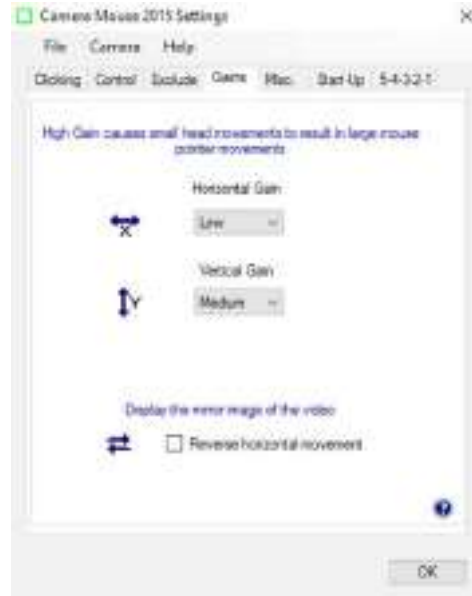 Camera Mouse 2015 Settings
File Camera Help
Clicking Control Exclude Gains Misc. Start-Up 5-4-3-2-1
High Gain causes small head movements to result in large mouse
pointer movements
Horizontal Gain
X Low
Vertical Gain
Y Medium
Display the mirror image of the video
Reverse horizontal movement
OK